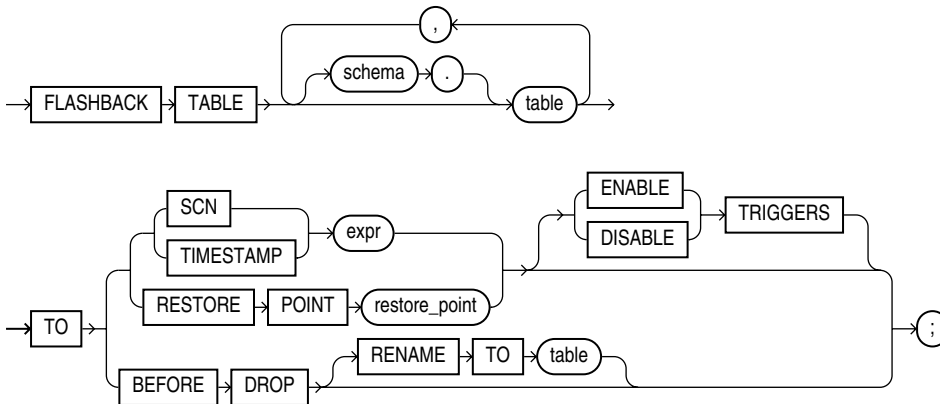 ,
schema .
FLASHBACK TABLE table
SCN ENABLE
expr TRIGGERS
TIMESTAMP DISABLE
RESTORE POINT restore_point
TO ;
RENAME TO table
BEFORE DROP